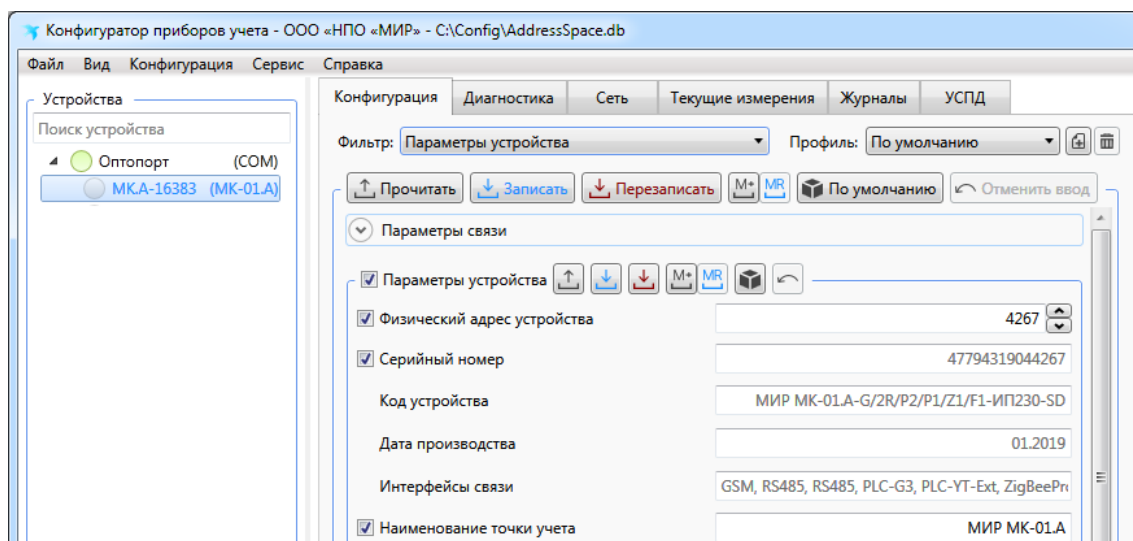 Конфигуратор приборов учета - ООО «НПО «МИР» - C:\Config\AddressSpace.db
Файл Вид Конфигурация Сервис Справка
Устройства
Поиск устройства
Оптопорт (COM)
МК.А-16383 (МК-01.А)
Конфигурация Диагностика Сеть Текущие измерения Журналы УСПД
Фильтр: Параметры устройства Профиль: По умолчанию
Прочитать Записать Перезаписать M+ MR По умолчанию Отменить ввод
Параметры связи
Параметры устройства M+ MR
Физический адрес устройства 4267
Серийный номер 47794319044267
Код устройства МИР МК-01.А-G/2R/P2/P1/Z1/F1-ИП230-SD
Дата производства 01.2019
Интерфейсы связи GSM, RS485, RS485, PLC-G3, PLC-YT-Ext, ZigBeePr
Наименование точки учета МИР МК-01.А